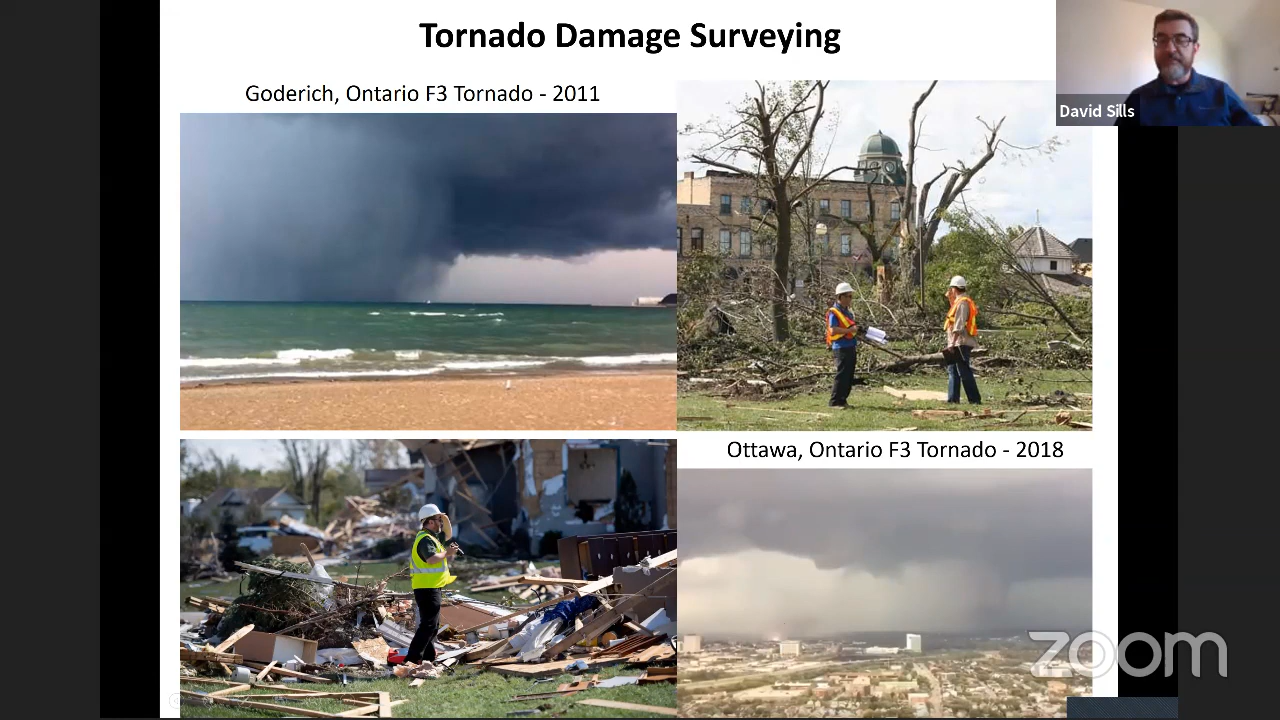 Tornado Damage Surveying
Goderich, Ontario F3 Tornado - 2011
David Sills
Ottawa, Ontario F3 Tornado - 2018
zoom